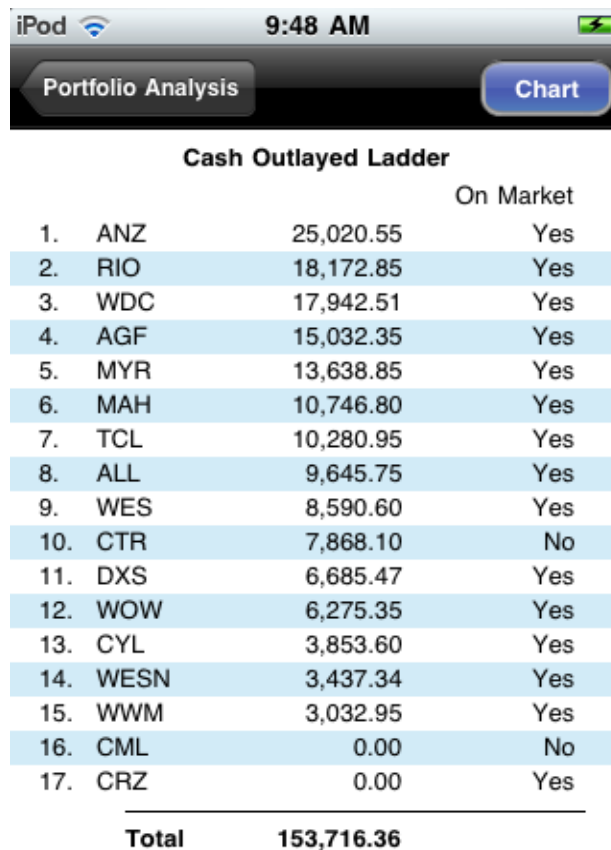 iPod 9:48 AM
Portfolio Analysis Chart
Cash Outlayed Ladder
On Market
1. ANZ 25,020.55 Yes
2. RIO 18,172.85 Yes
3. WDC 17,942.51 Yes
4. AGF 15,032.35 Yes
5. MYR 13,638.85 Yes
6. MAH 10,746.80 Yes
7. TCL 10,280.95 Yes
8. ALL 9,645.75 Yes
9. WES 8,590.60 Yes
10. CTR 7,868.10 No
11. DXS 6,685.47 Yes
12. WOW 6,275.35 Yes
13. CYL 3,853.60 Yes
14. WESN 3,437.34 Yes
15. WWM 3,032.95 Yes
16. CML 0.00 No
17. CRZ 0.00 Yes
Total 153,716.36